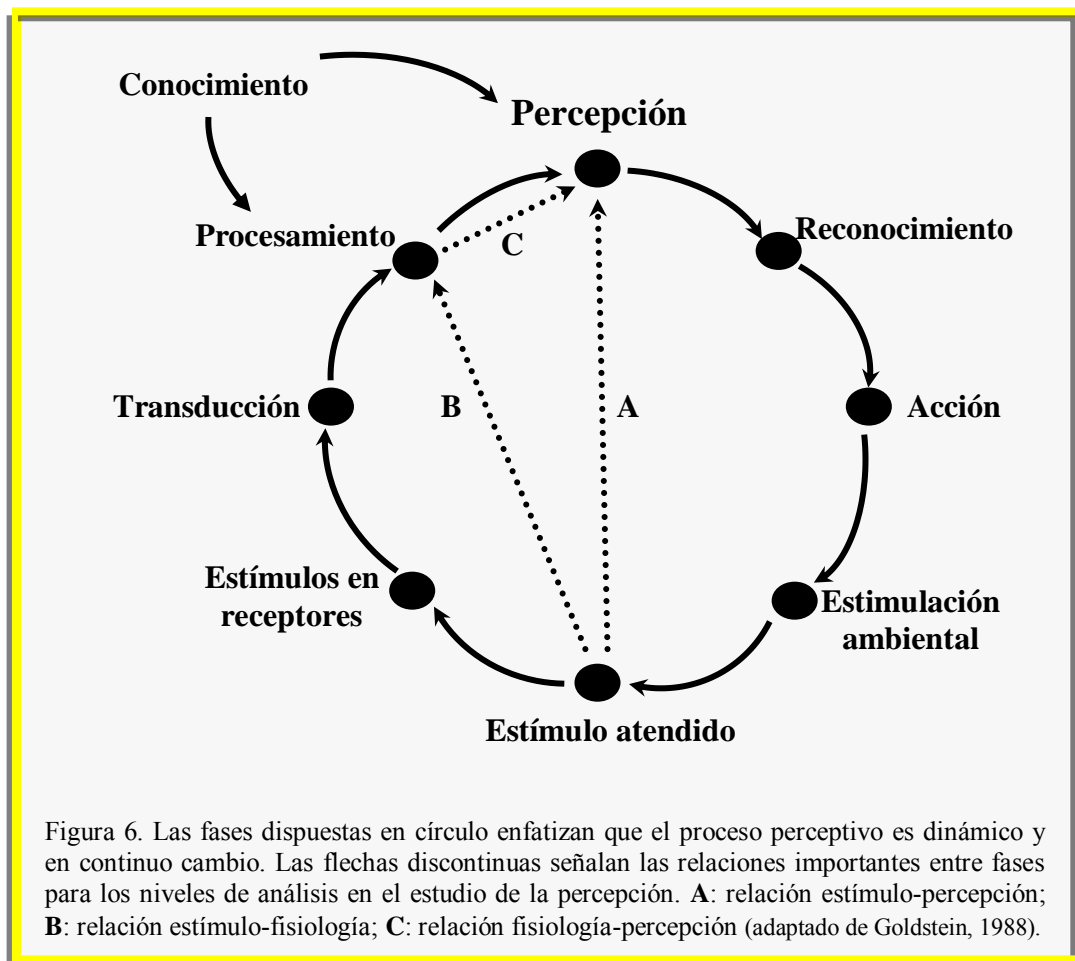 Conocimiento
Percepción
Procesamiento
C
Reconocimiento
Transducción
B
A
Acción
Estímulos en
receptores
Estimulación
ambiental
Estímulo atendido
Figura 6. Las fases dispuestas en círculo enfatizan que el proceso perceptivo es dinámico y
en continuo cambio. Las flechas discontinuas señalan las relaciones importantes entre fases
para los niveles de análisis en el estudio de la percepción. A: relación estímulo-percepción;
B: relación estímulo-fisiología; C: relación fisiología-percepción (adaptado de Goldstein, 1988).